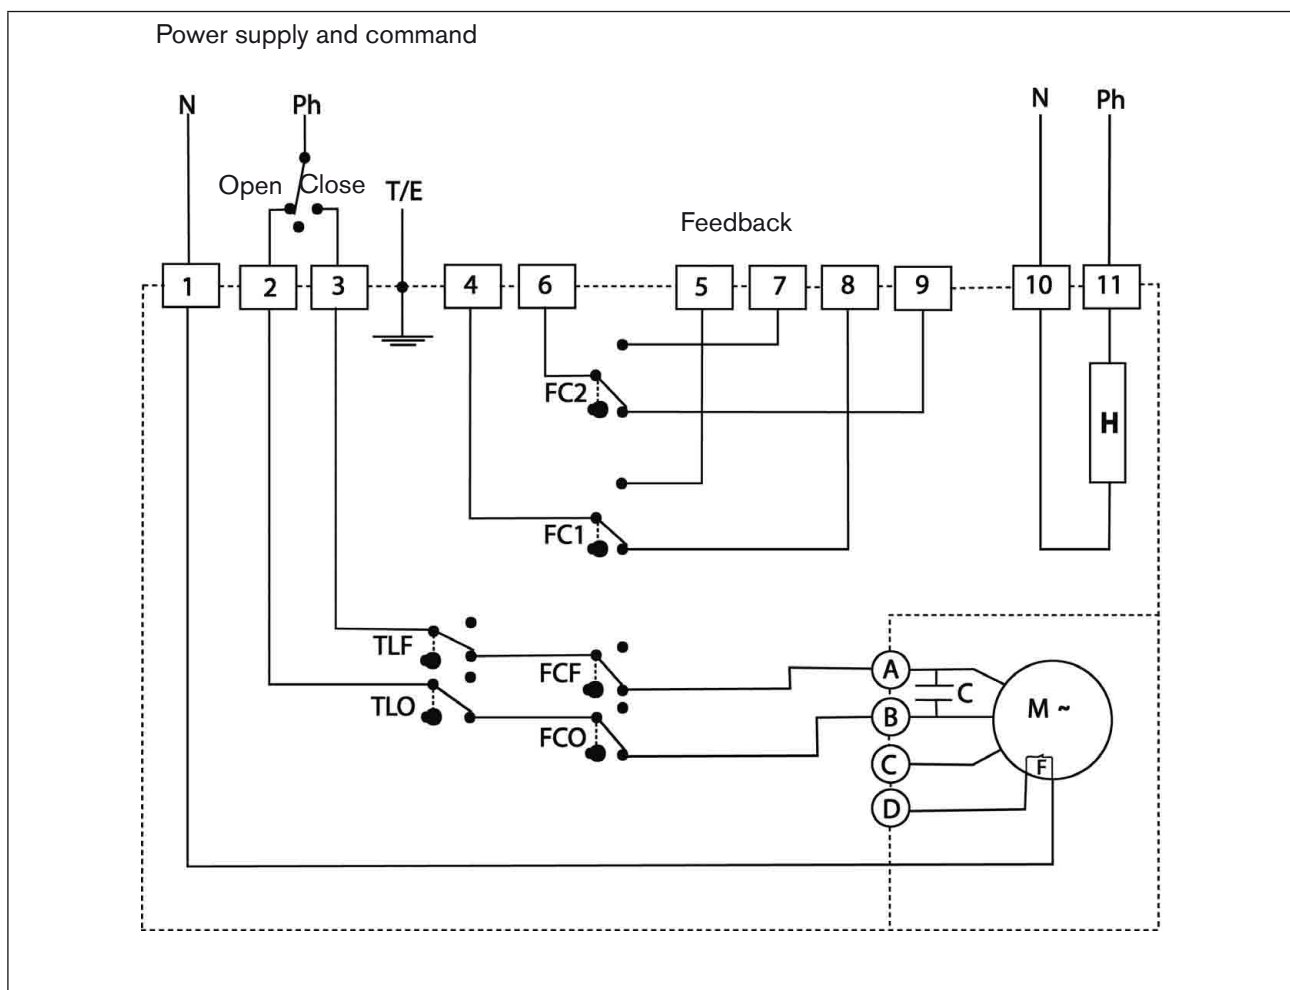 Power supply and command
N Ph N Ph
Open Close T/E
Feedback
1 2 3 4 6 5 7 8 9 10 11
FC2
H
FC1
TLF
FCF
A
C
TLO
B
M ~
FCO
C
F
D